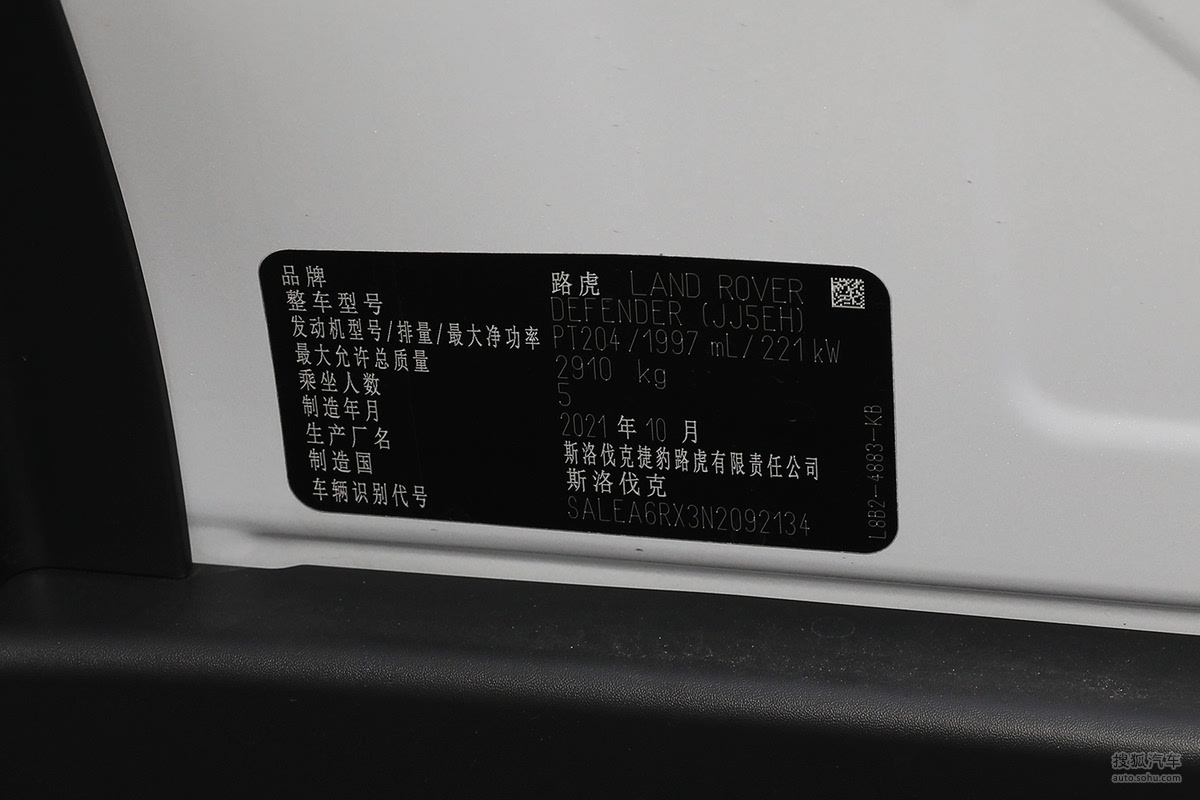 品牌 路虎 LAND ROVER
整车型号 DEFENDER (JJ5EH)
发动机型号/排量/最大净功率 PT204/1997 mL/221 kW
最大允许总质量 2910 kg
乘坐人数 5
制造年月 2021 年 10 月
生产厂名 斯洛伐克捷豹路虎有限责任公司
制造国 斯洛伐克
车辆识别代号 SALEA6RX3N2092134
L8B2-4883-KB
搜狐汽车
auto.sohu.com